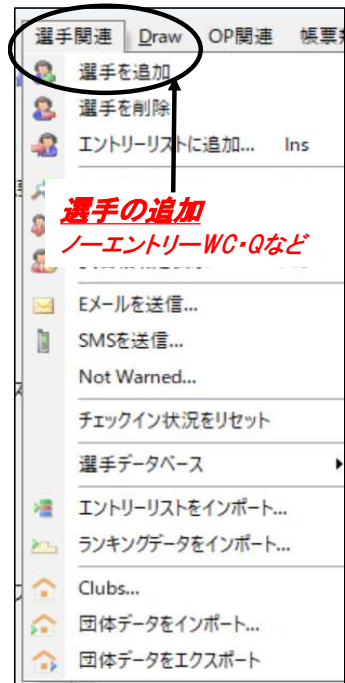 選手関連 Draw OP関連 帳票
選手を追加
選手を削除
エントリーリストに追加... Ins
選手の追加
ノーエントリーWC・Qなど
Eメールを送信...
SMSを送信...
Not Warned...
チェックイン状況をリセット
選手データベース
エントリーリストをインポート...
ランキングデータをインポート...
Clubs...
団体データをインポート...
団体データをエクスポート